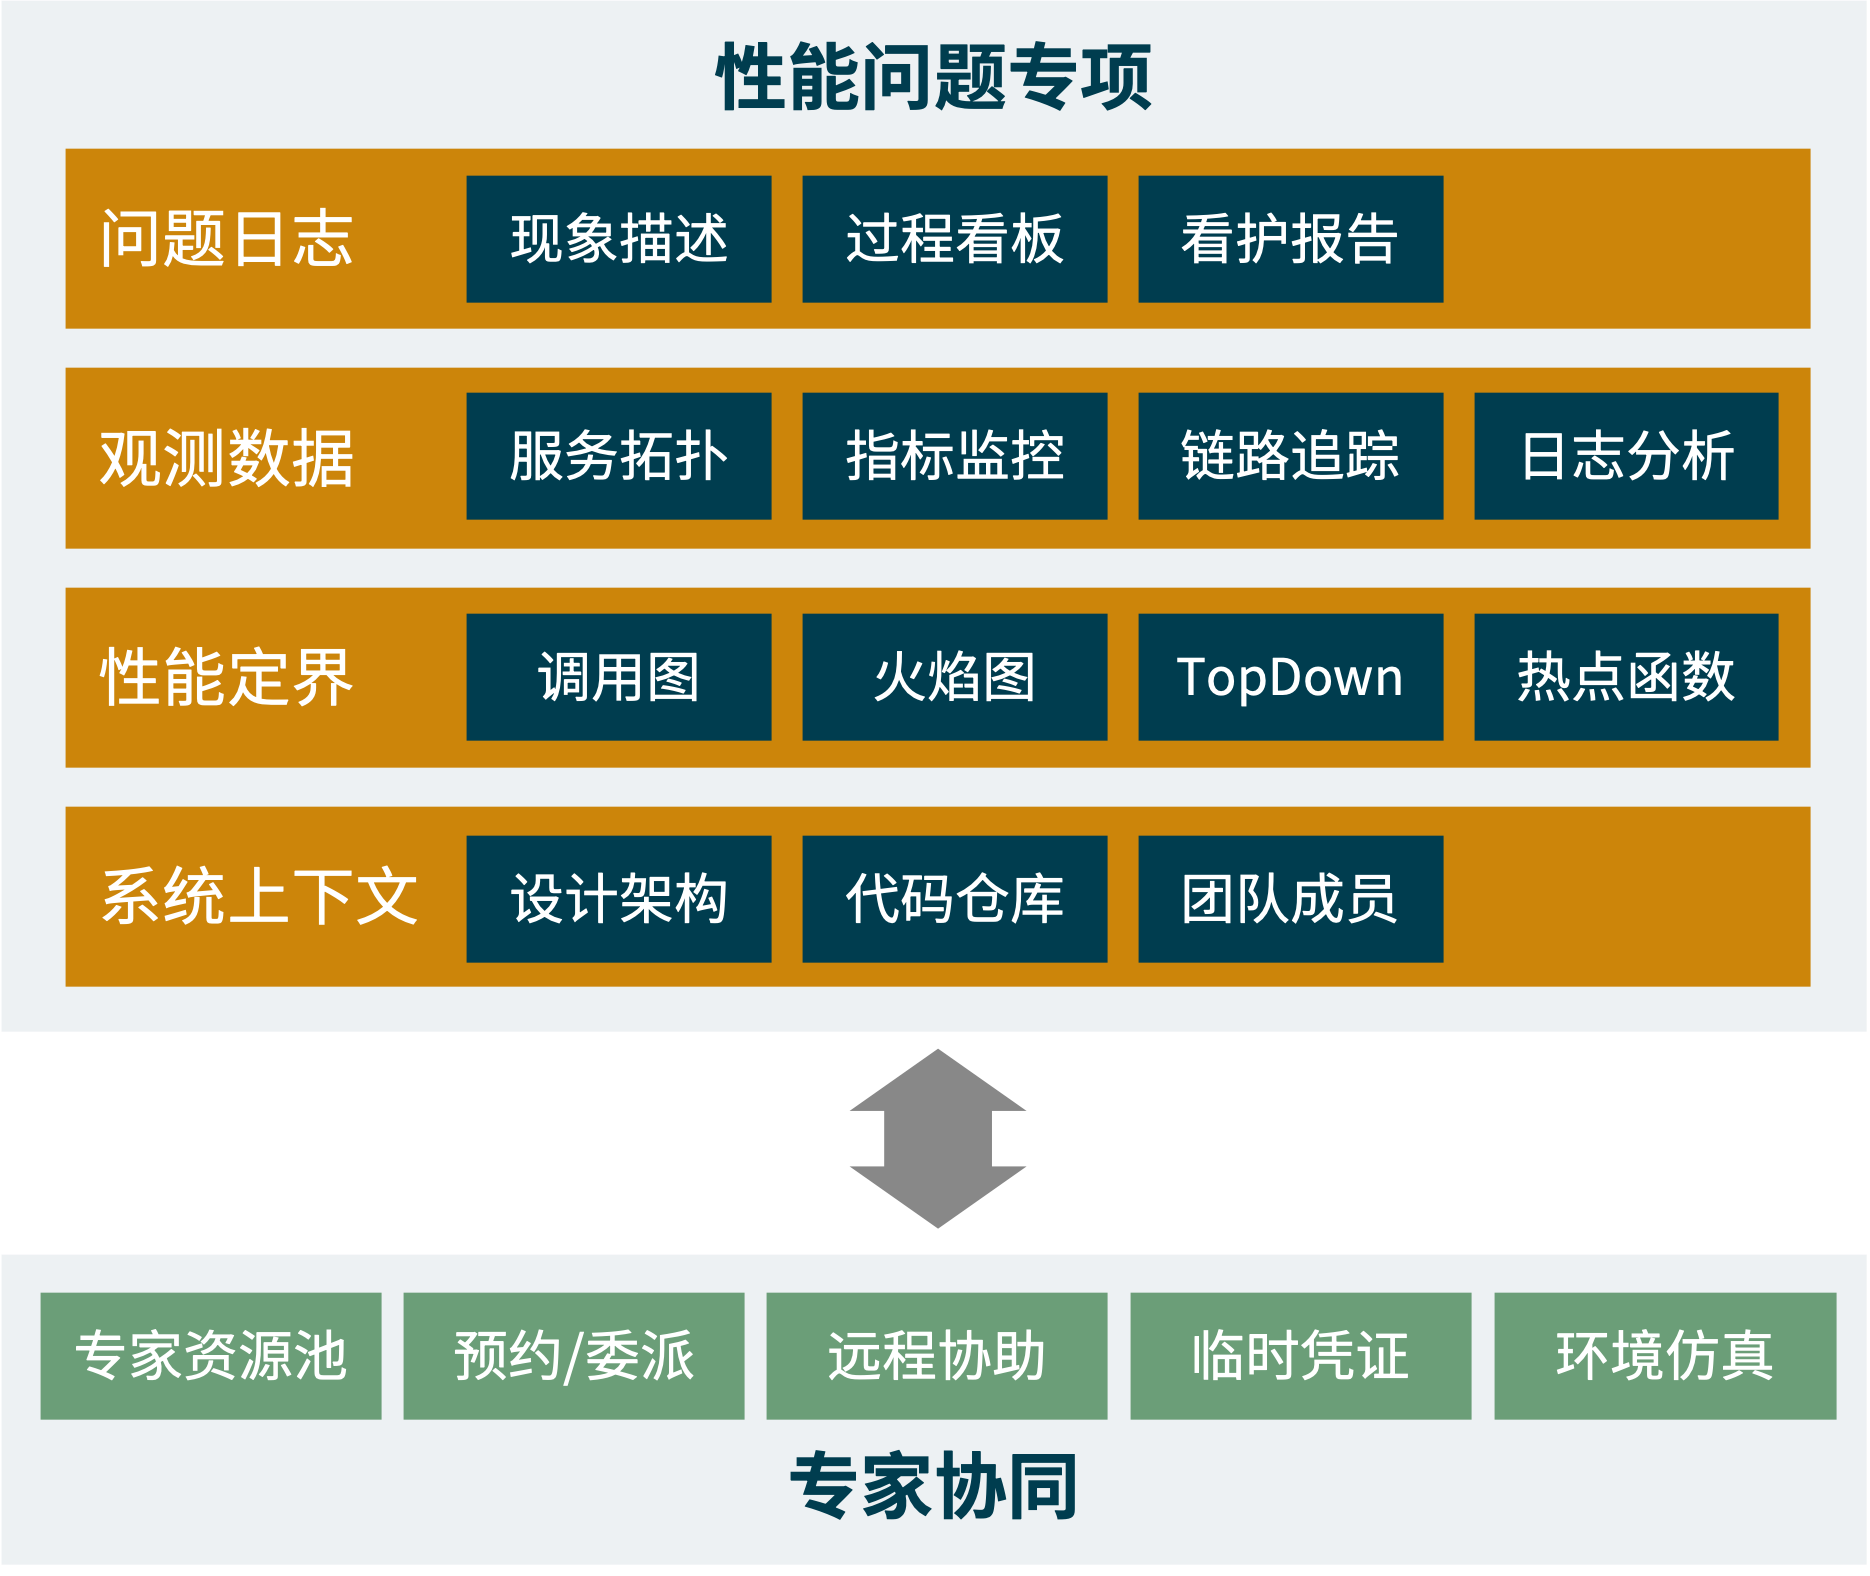 性能问题专项
问题日志 现象描述 过程看板 看护报告
观测数据 服务拓扑 指标监控 链路追踪 日志分析
性能定界 调用图 火焰图 TopDown 热点函数
系统上下文 设计架构 代码仓库 团队成员
专家资源池 预约/委派 远程协助 临时凭证 环境仿真
专家协同